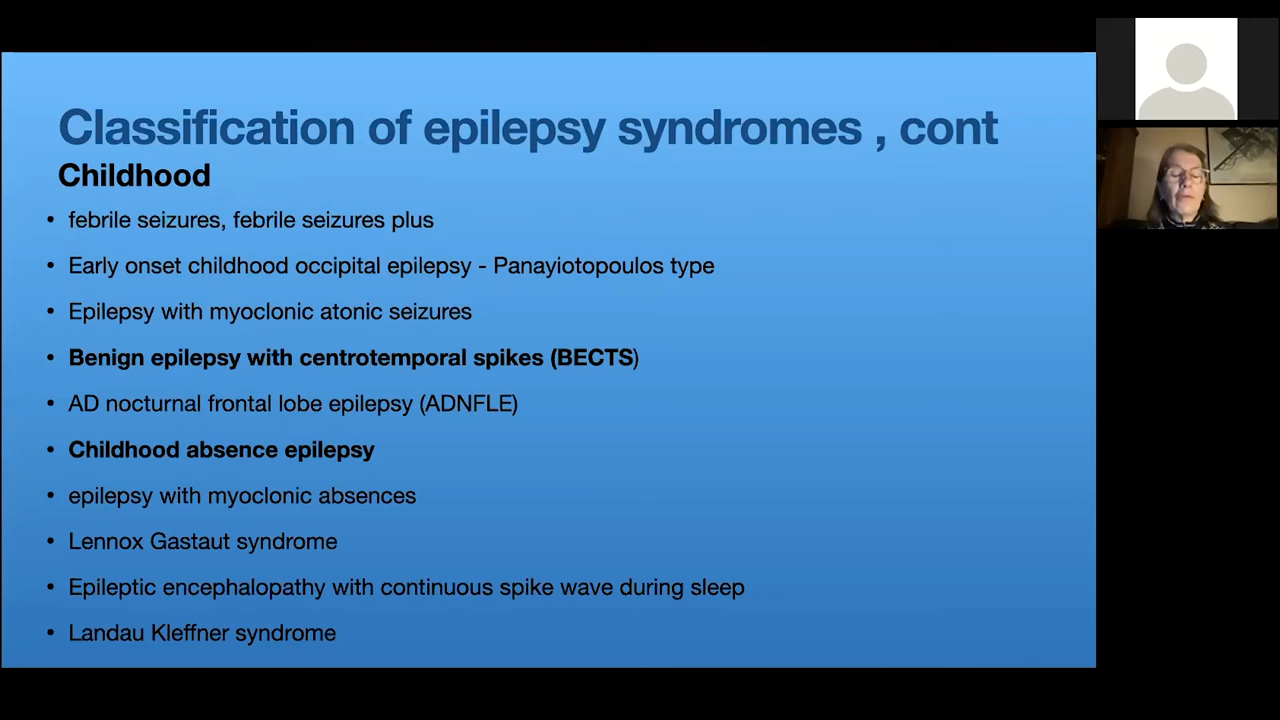 Classification of epilepsy syndromes , cont
Childhood
• febrile seizures, febrile seizures plus
• Early onset childhood occipital epilepsy - Panayiotopoulos type
• Epilepsy with myoclonic atonic seizures
• Benign epilepsy with centrotemporal spikes (BECTS)
• AD nocturnal frontal lobe epilepsy (ADNFLE)
• Childhood absence epilepsy
• epilepsy with myoclonic absences
• Lennox Gastaut syndrome
• Epileptic encephalopathy with continuous spike wave during sleep
• Landau Kleffner syndrome